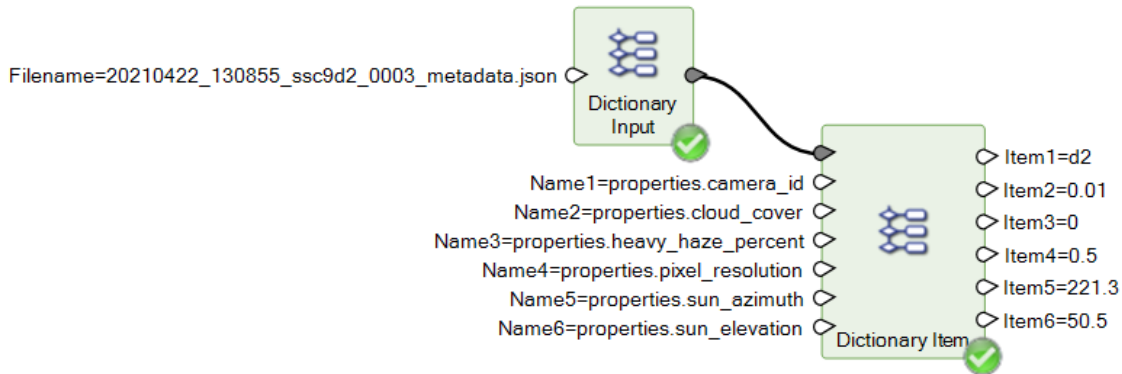 Filename=20210422_130855_ssc9d2_0003_metadata.json
Dictionary
Input
Name1=properties.camera_id
Name2=properties.cloud_cover
Name3=properties.heavy_haze_percent
Name4=properties.pixel_resolution
Name5=properties.sun_azimuth
Name6=properties.sun_elevation
Dictionary Item
Item1=d2
Item2=0.01
Item3=0
Item4=0.5
Item5=221.3
Item6=50.5